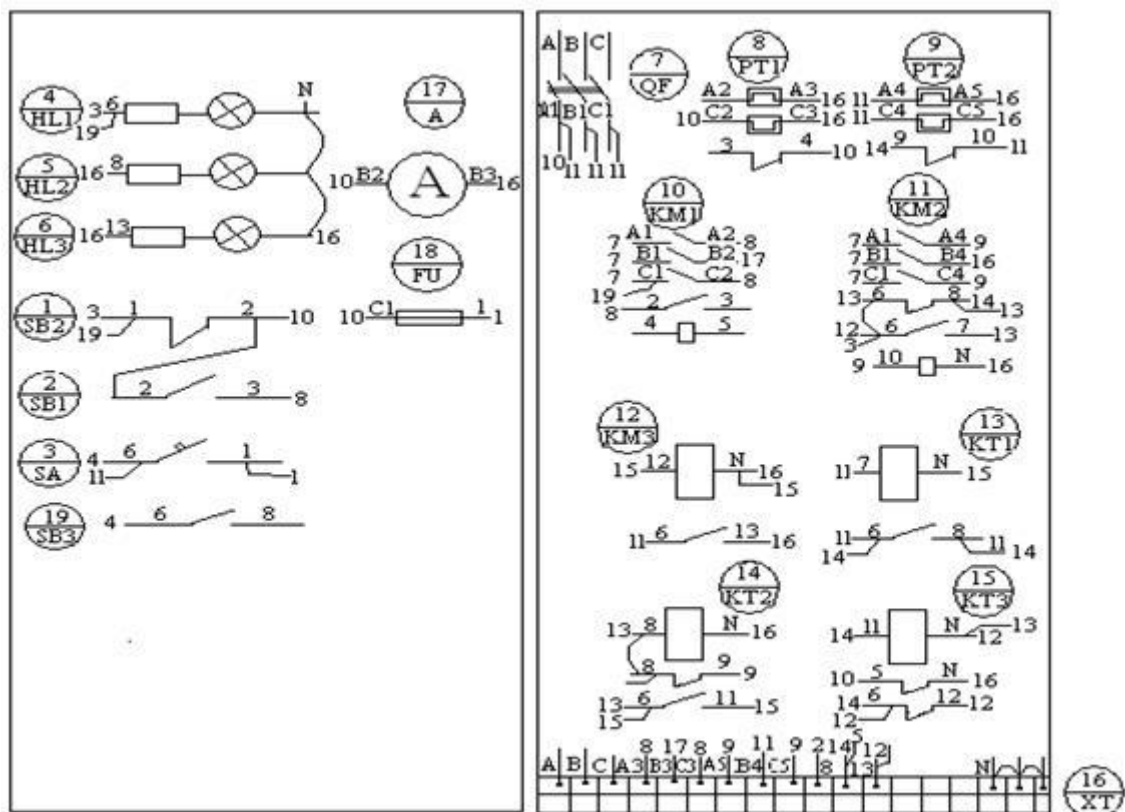 4
HL1
3 6
19
N
17
A
5
HL2
16 8
10 B2 A B3 16
6
HL3
16 13
16
18
FU
1
SB2
3 1 2 10
19
10 C1 1 1
2
SB1
2 3 8
3
SA
4 6 1
11 1
19
SB3
4 6 8
A B C
7
QF
B1 C1
10 11 11 11
8
PT1
A2 A3 16
10 C2 C3 16
3 4 10
9
PT2
11 A4 A5 16
11 C4 C5 16
14 9 10 11
10
KM1
7 A1 A2 8
7 B1 B2 17
7 C1 C2 8
19
8 2 3
4 5
11
KM2
7 A1 A4 9
7 B1 B4 16
7 C1 C4 9
13 6 8 14 13
12 6 7 13
3
9 10 N 16
12
KM3
15 12 N 16
15
11 6 13 16
13
KT1
11 7 N 15
11 6 8 11
14 14
14
KT2
13 8 N 16
8 9 9
13 6 11 15
15
15
KT3
14 11 N 12 13
10 5 N 16
14 6 12 12
12
8 17 8 9 11 9 2 14 5 12
A B C A3 B3 C3 A5 B4 C5 8 13 N
16
XT